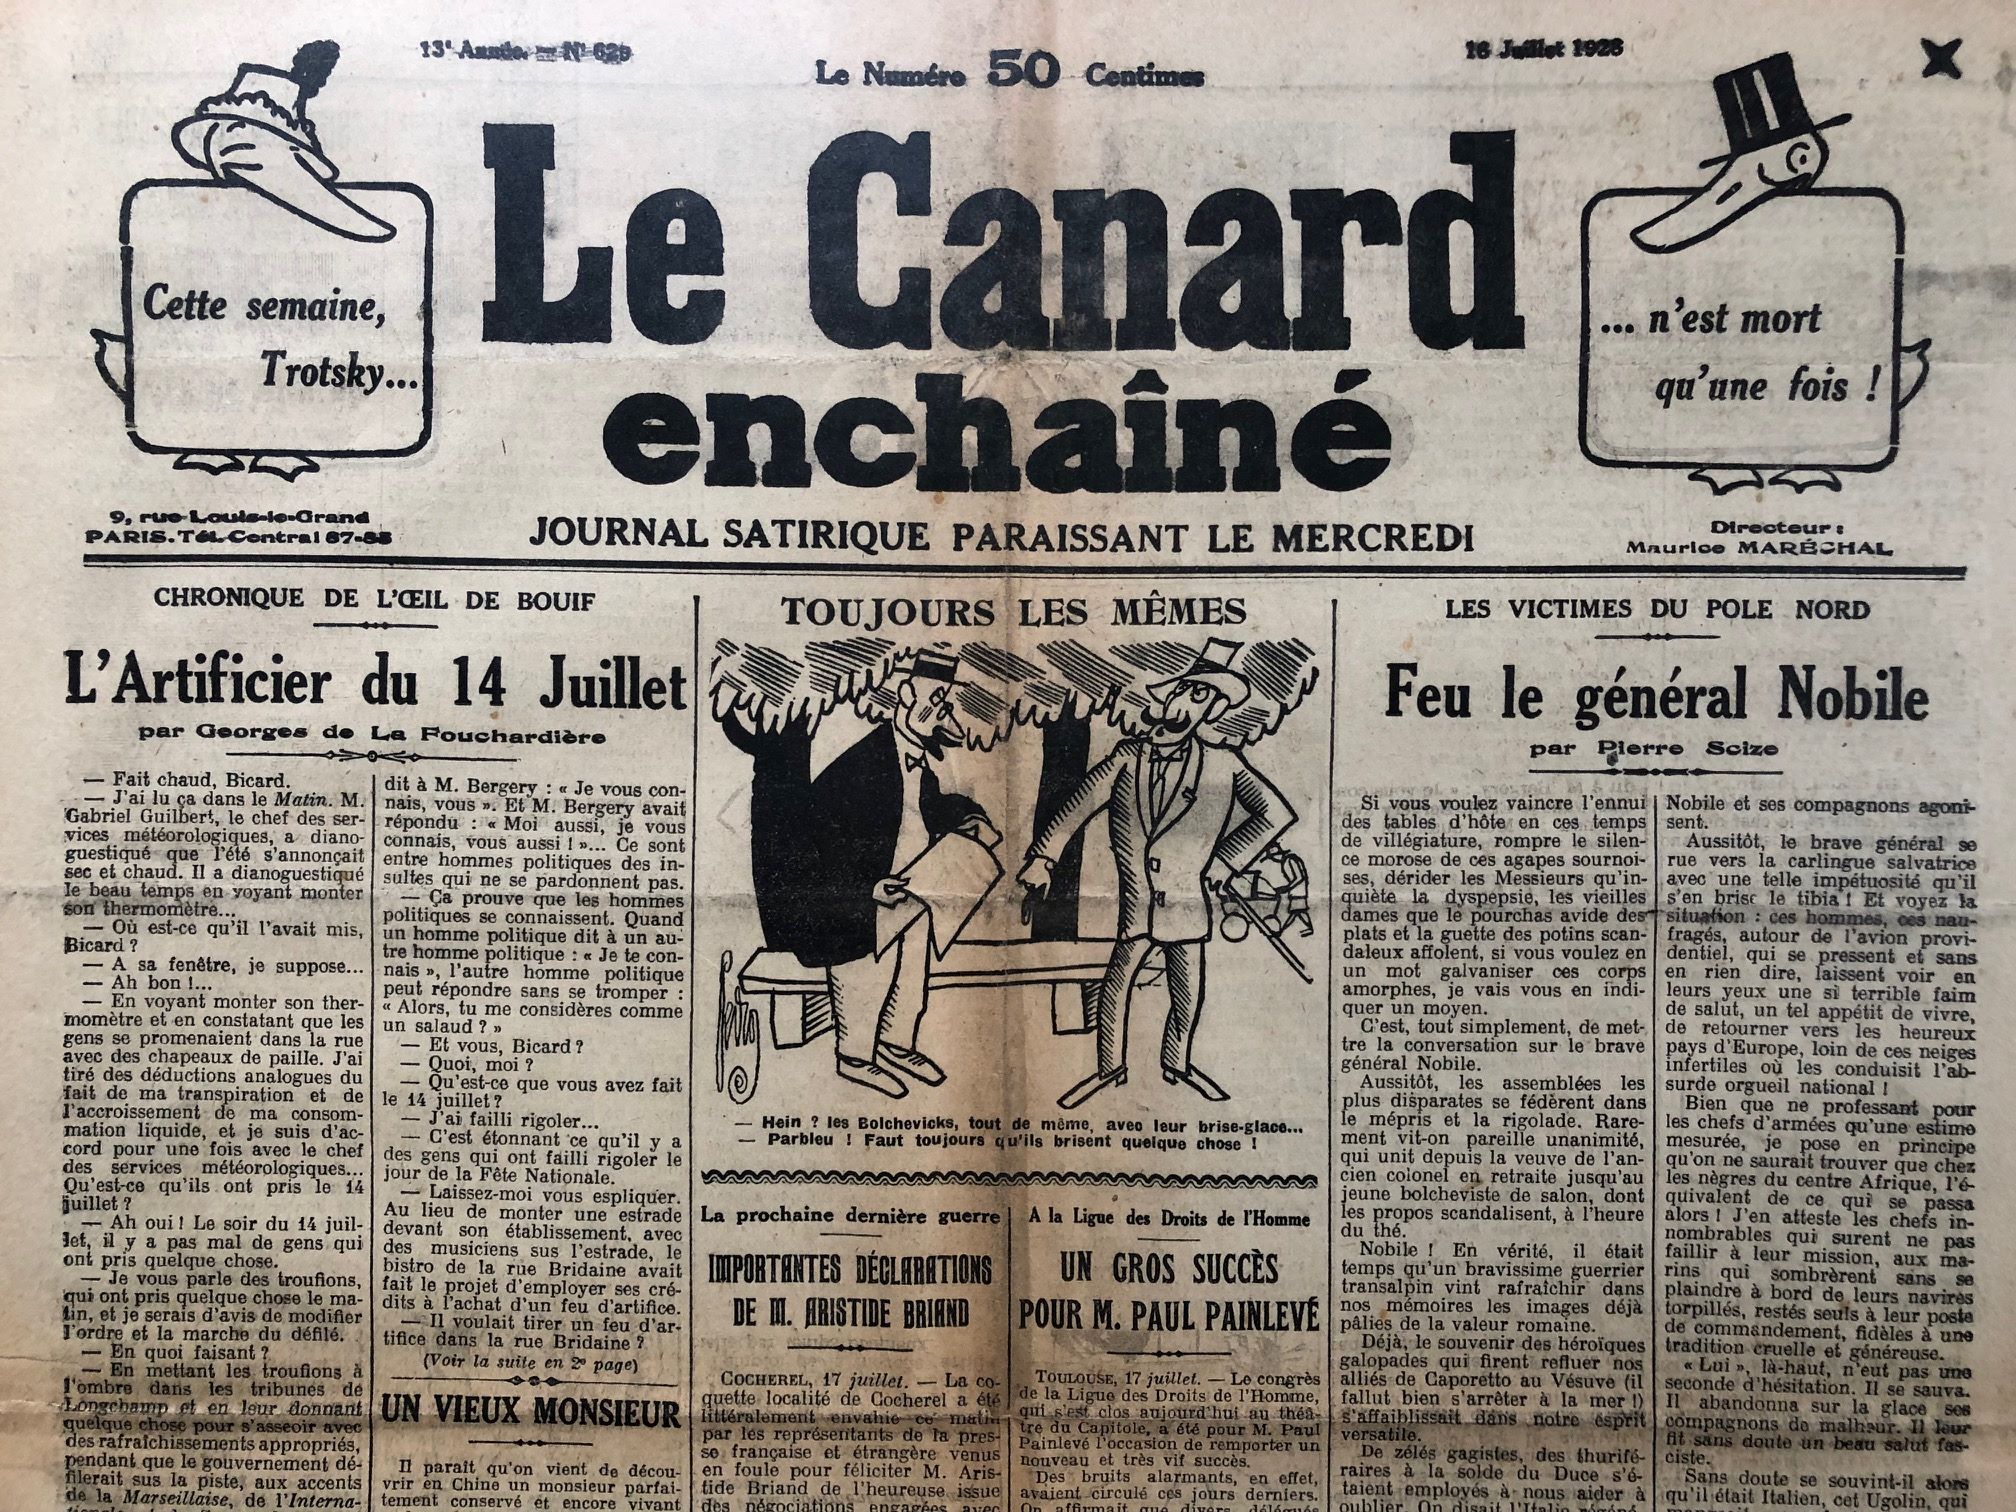 13e Année. — N° 629
Le Numéro 50 Centimes
18 Juillet 1928
Cette semaine,
Trotsky...
Le Canard
enchaîné
... n'est mort
qu'une fois !
9, rue Louis-le-Grand
PARIS. Tél. Central 67-85
JOURNAL SATIRIQUE PARAISSANT LE MERCREDI
Directeur :
Maurice MARÉCHAL
CHRONIQUE DE L'ŒIL DE BOUIF
L'Artificier du 14 Juillet
par Georges de La Fouchardière
— Fait chaud, Bicard.
— J'ai lu ça dans le Matin. M.
Gabriel Guilbert, le chef des ser-
vices météorologiques, a diano-
guestiqué que l'été s'annonçait
sec et chaud. Il a dianoguestiqué
le beau temps en voyant monter
son thermomètre...
— Où est-ce qu'il l'avait mis,
Bicard ?
— A sa fenêtre, je suppose...
— Ah bon !...
— En voyant monter son ther-
momètre et en constatant que les
gens se promenaient dans la rue
avec des chapeaux de paille. J'ai
tiré des déductions analogues du
fait de ma transpiration et de
l'accroissement de ma consom-
mation liquide, et je suis d'ac-
cord pour une fois avec le chef
des services météorologiques...
Qu'est-ce qu'ils ont pris le 14
juillet ?
— Ah oui ! Le soir du 14 juil-
let, il y a pas mal de gens qui
ont pris quelque chose.
— Je vous parle des troufions,
qui ont pris quelque chose le ma-
tin, et je serais d'avis de modifier
l'ordre et la marche du défilé.
— En quoi faisant ?
— En mettant les troufions à
l'ombre dans les tribunes de
Longchamp et en leur donnant
quelque chose pour s'asseoir avec
des rafraîchissements appropriés,
pendant que le gouvernement dé-
filerait sus la piste, aux accents
de la Marseillaise, de l'Interna-
dit à M. Bergery : « Je vous con-
nais, vous ». Et M. Bergery avait
répondu : « Moi aussi, je vous
connais, vous aussi ! »... Ce sont
entre hommes politiques des in-
sultes qui ne se pardonnent pas.
— Ça prouve que les hommes
politiques se connaissent. Quand
un homme politique dit à un au-
tre homme politique : « Je te con-
nais », l'autre homme politique
peut répondre sans se tromper :
« Alors, tu me considères comme
un salaud ? »
— Et vous, Bicard ?
— Quoi, moi ?
— Qu'est-ce que vous avez fait
le 14 juillet ?
— J'ai failli rigoler...
— C'est étonnant ce qu'il y a
des gens qui ont failli rigoler le
jour de la Fête Nationale.
— Laissez-moi vous espliquer.
Au lieu de monter une estrade
devant son établissement, avec
des musiciens sus l'estrade, le
bistro de la rue Bridaine avait
fait le projet d'employer ses cré-
dits à l'achat d'un feu d'artifice.
— Il voulait tirer un feu d'ar-
tifice dans la rue Bridaine ?
(Voir la suite en 2e page)
UN VIEUX MONSIEUR
Il paraît qu'on vient de décou-
vrir en Chine un monsieur parfai-
tement conservé et encore vivant
TOUJOURS LES MÊMES
— Hein ? les Bolchevicks, tout de même, avec leur brise-glace...
— Parbleu ! Faut toujours qu'ils brisent quelque chose !
La prochaine dernière guerre
IMPORTANTES DÉCLARATIONS
DE M. ARISTIDE BRIAND
COCHEREL, 17 juillet. — La co-
quette localité de Cocherel a été
littéralement envahie ce matin
par les représentants de la pres-
se française et étrangère venus
en foule pour féliciter M. Aris-
tide Briand de l'heureuse issue
des négociations engagées avec
A la Ligue des Droits de l'Homme
UN GROS SUCCÈS
POUR M. PAUL PAINLEVÉ
TOULOUSE, 17 juillet. — Le congrès
de la Ligue des Droits de l'Homme,
qui s'est clos aujourd'hui au théâ-
tre du Capitole, a été pour M. Paul
Painlevé l'occasion de remporter un
nouveau et très vif succès.
Des bruits alarmants, en effet,
avaient circulé ces jours derniers.
On affirmait que divers délégués
LES VICTIMES DU POLE NORD
Feu le général Nobile
par Pierre Scize
Si vous voulez vaincre l'ennui
des tables d'hôte en ces temps
de villégiature, rompre le silen-
ce morose de ces agapes sournoi-
ses, dérider les Messieurs qu'in-
quiète la dyspepsie, les vieilles
dames que le pourchas avide des
plats et la guette des potins scan-
daleux affolent, si vous voulez en
un mot galvaniser ces corps
amorphes, je vais vous en indi-
quer un moyen.
C'est, tout simplement, de met-
tre la conversation sur le brave
général Nobile.
Aussitôt, les assemblées les
plus disparates se fédèrent dans
le mépris et la rigolade. Rare-
ment vit-on pareille unanimité,
qui unit depuis la veuve de l'an-
cien colonel en retraite jusqu'au
jeune bolcheviste de salon, dont
les propos scandalisent, à l'heure
du thé.
Nobile ! En vérité, il était
temps qu'un bravissime guerrier
transalpin vint rafraîchir dans
nos mémoires les images déjà
pâlies de la valeur romaine.
Déjà, le souvenir des héroïques
galopades qui firent refluer nos
alliés de Caporetto au Vésuve (il
fallut bien s'arrêter à la mer !)
s'affaiblissait dans notre esprit
versatile.
De zélés gagistes, des thurifé-
raires à la solde du Duce s'é-
taient employés à nous aider à
oublier. On disait l'Italie régéné-
Nobile et ses compagnons agoni-
sent.
Aussitôt, le brave général se
rue vers la carlingue salvatrice
avec une telle impétuosité qu'il
s'en brise le tibia ! Et voyez la
situation : ces hommes, ces nau-
fragés, autour de l'avion provi-
dentiel, qui se pressent et sans
en rien dire, laissent voir en
leurs yeux une si terrible faim
de salut, un tel appétit de vivre,
de retourner vers les heureux
pays d'Europe, loin de ces neiges
infertiles où les conduisit l'ab-
surde orgueil national !
Bien que ne professant pour
les chefs d'armées qu'une estime
mesurée, je pose en principe
qu'on ne saurait trouver que chez
les nègres du centre Afrique, l'é-
quivalent de ce qui se passa
alors ! J'en atteste les chefs in-
nombrables qui surent ne pas
faillir à leur mission, aux ma-
rins qui sombrèrent sans se
plaindre à bord de leurs navires
torpillés, restés seuls à leur poste
de commandement, fidèles à une
tradition cruelle et généreuse.
« Lui », là-haut, n'eut pas une
seconde d'hésitation. Il se sauva.
Il abandonna sur la glace ses
compagnons de malheur. Il leur
fit sans doute un beau salut fas-
ciste.
Sans doute se souvint-il alors
qu'il était Italien, cet Ugolin, qui